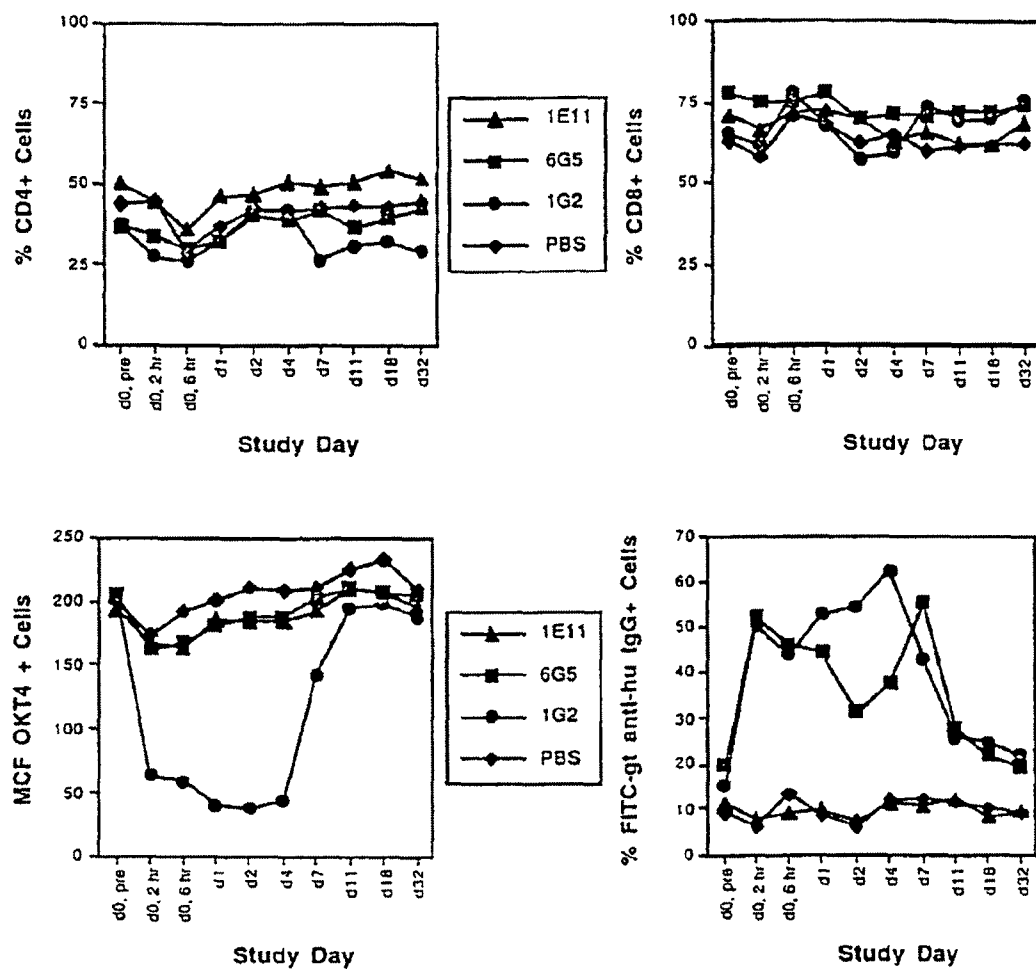 % CD4+ Cells
100
75
50
25
0
d0, pre
d0, 2 hr
d0, 6 hr
d1
d2
d4
d7
d11
d18
d32
Study Day
1E11
6G5
1G2
PBS
% CD8+ Cells
100
75
50
25
0
d0, pre
d0, 2 hr
d0, 6 hr
d1
d2
d4
d7
d11
d18
d32
Study Day
MCF OKT4 + Cells
250
200
150
100
50
0
d0, pre
d0, 2 hr
d0, 6 hr
d1
d2
d4
d7
d11
d18
d32
Study Day
1E11
6G5
1G2
PBS
% FITC-gt anti-hu IgG+ Cells
70
60
50
40
30
20
10
0
d0, pre
d0, 2 hr
d0, 6 hr
d1
d2
d4
d7
d11
d18
d32
Study Day